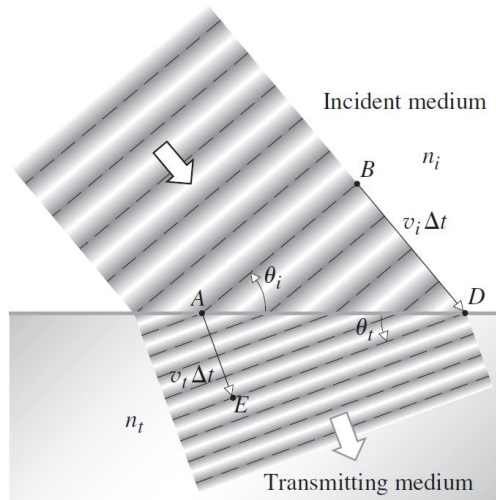 Incident medium
n_i
B
v_i Δt
θ_i
A
D
θ_t
v_t Δt
E
n_t
Transmitting medium